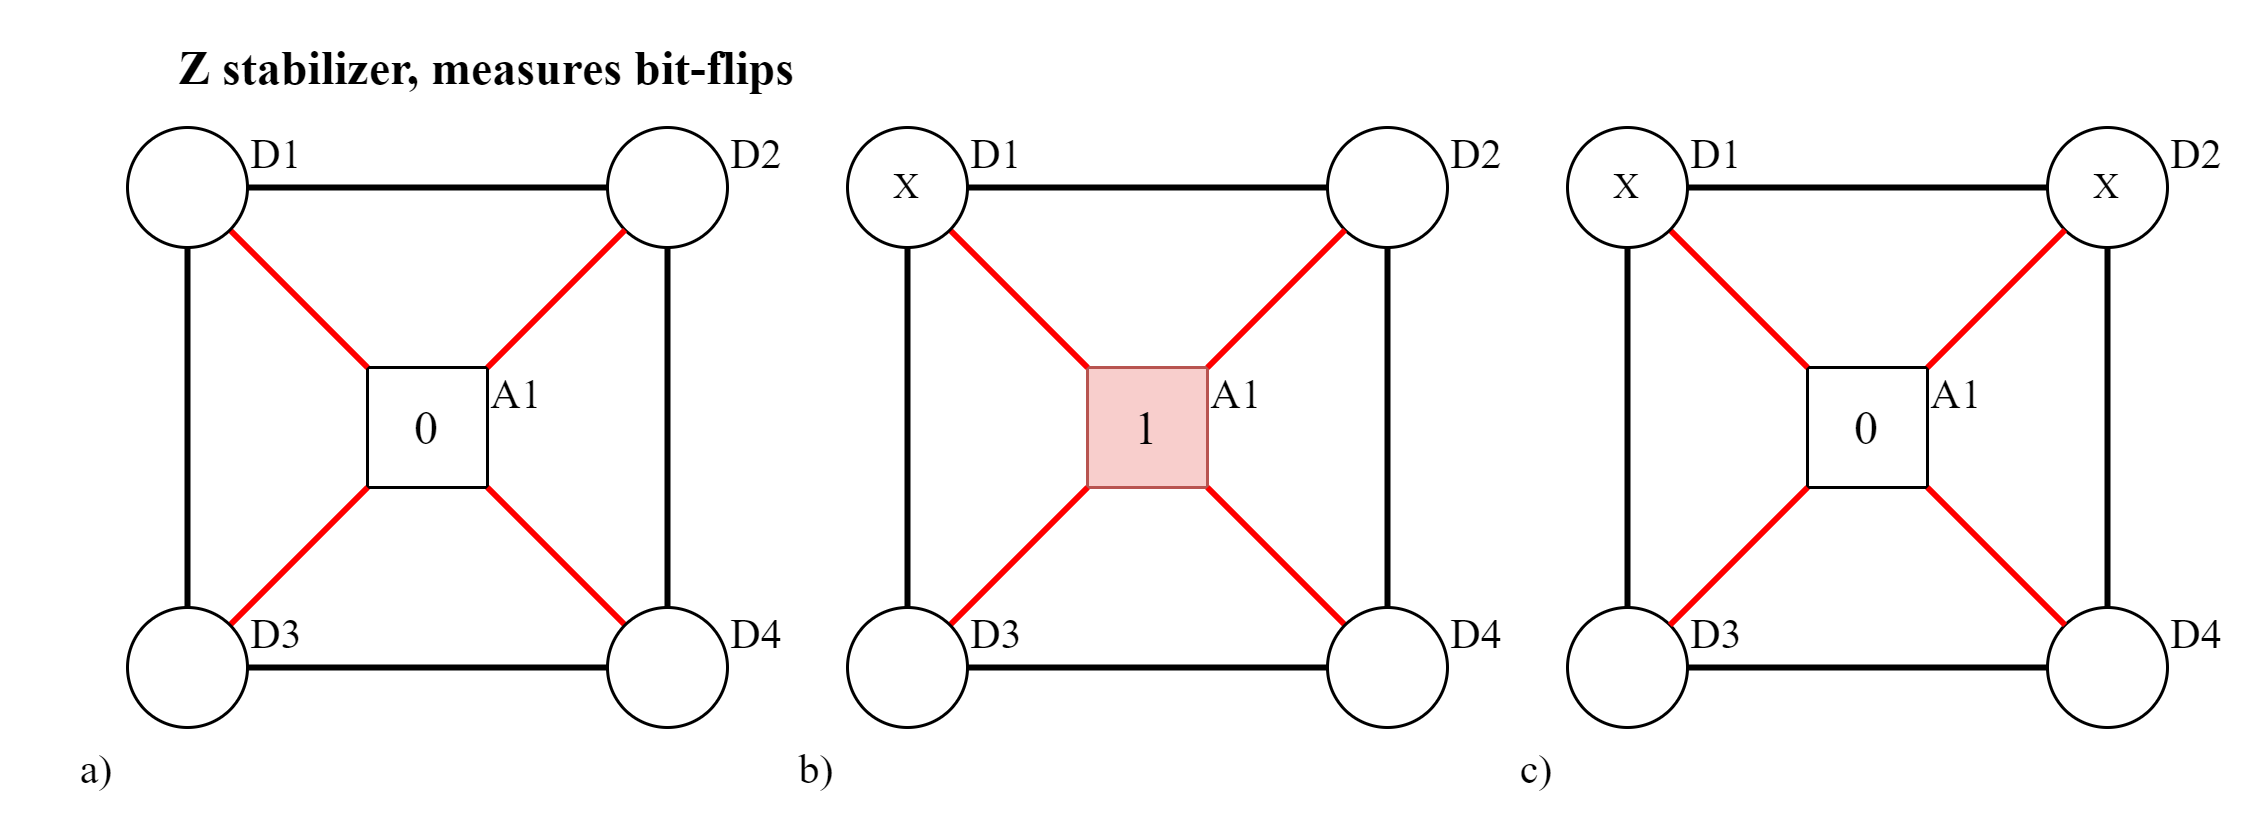 Z stabilizer, measures bit-flips
D1 D2
A1
0
D3 D4
a)
X D1 D2
A1
1
D3 D4
b)
X D1 X D2
A1
0
D3 D4
c)